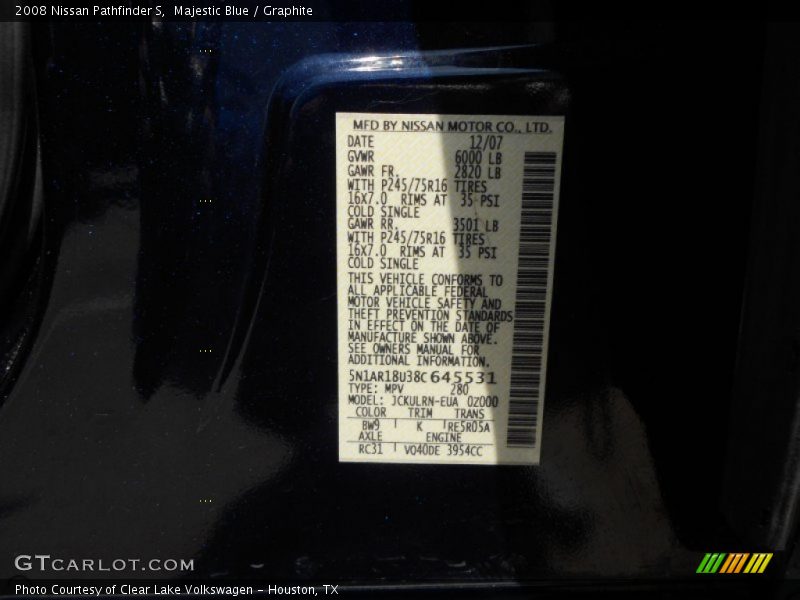 2008 Nissan Pathfinder S, Majestic Blue / Graphite
MFD BY NISSAN MOTOR CO., LTD.
DATE 12/07
GVWR 6000 LB
GAWR FR. 2820 LB
WITH P245/75R16 TIRES
16X7.0 RIMS AT 35 PSI
COLD SINGLE
GAWR RR. 3501 LB
WITH P245/75R16 TIRES
16X7.0 RIMS AT 35 PSI
COLD SINGLE
THIS VEHICLE CONFORMS TO
ALL APPLICABLE FEDERAL
MOTOR VEHICLE SAFETY AND
THEFT PREVENTION STANDARDS
IN EFFECT ON THE DATE OF
MANUFACTURE SHOWN ABOVE.
SEE OWNERS MANUAL FOR
ADDITIONAL INFORMATION.
5N1AR18U38C645531
TYPE: MPV 280
MODEL: JCKULRN-EUA 0Z000
COLOR TRIM TRANS
BW9 K RE5R05A
AXLE ENGINE
RC31 VQ40DE 3954CC
GTCARLOT.COM
Photo Courtesy of Clear Lake Volkswagen - Houston, TX